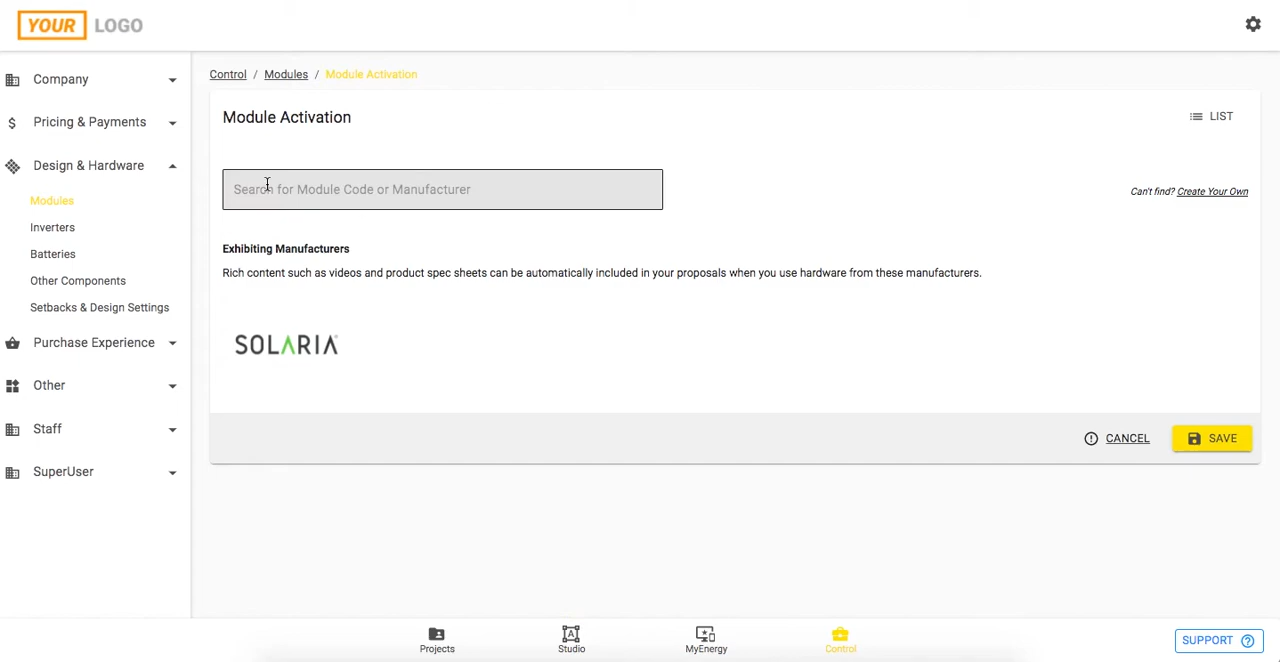 YOUR LOGO
Company
Pricing & Payments
Design & Hardware
Modules
Inverters
Batteries
Other Components
Setbacks & Design Settings
Purchase Experience
Other
Staff
SuperUser
Control / Modules / Module Activation
Module Activation
LIST
Search for Module Code or Manufacturer
Can't find? Create Your Own
Exhibiting Manufacturers
Rich content such as videos and product spec sheets can be automatically included in your proposals when you use hardware from these manufacturers.
SOLARIA
CANCEL
SAVE
Projects
Studio
MyEnergy
Control
SUPPORT